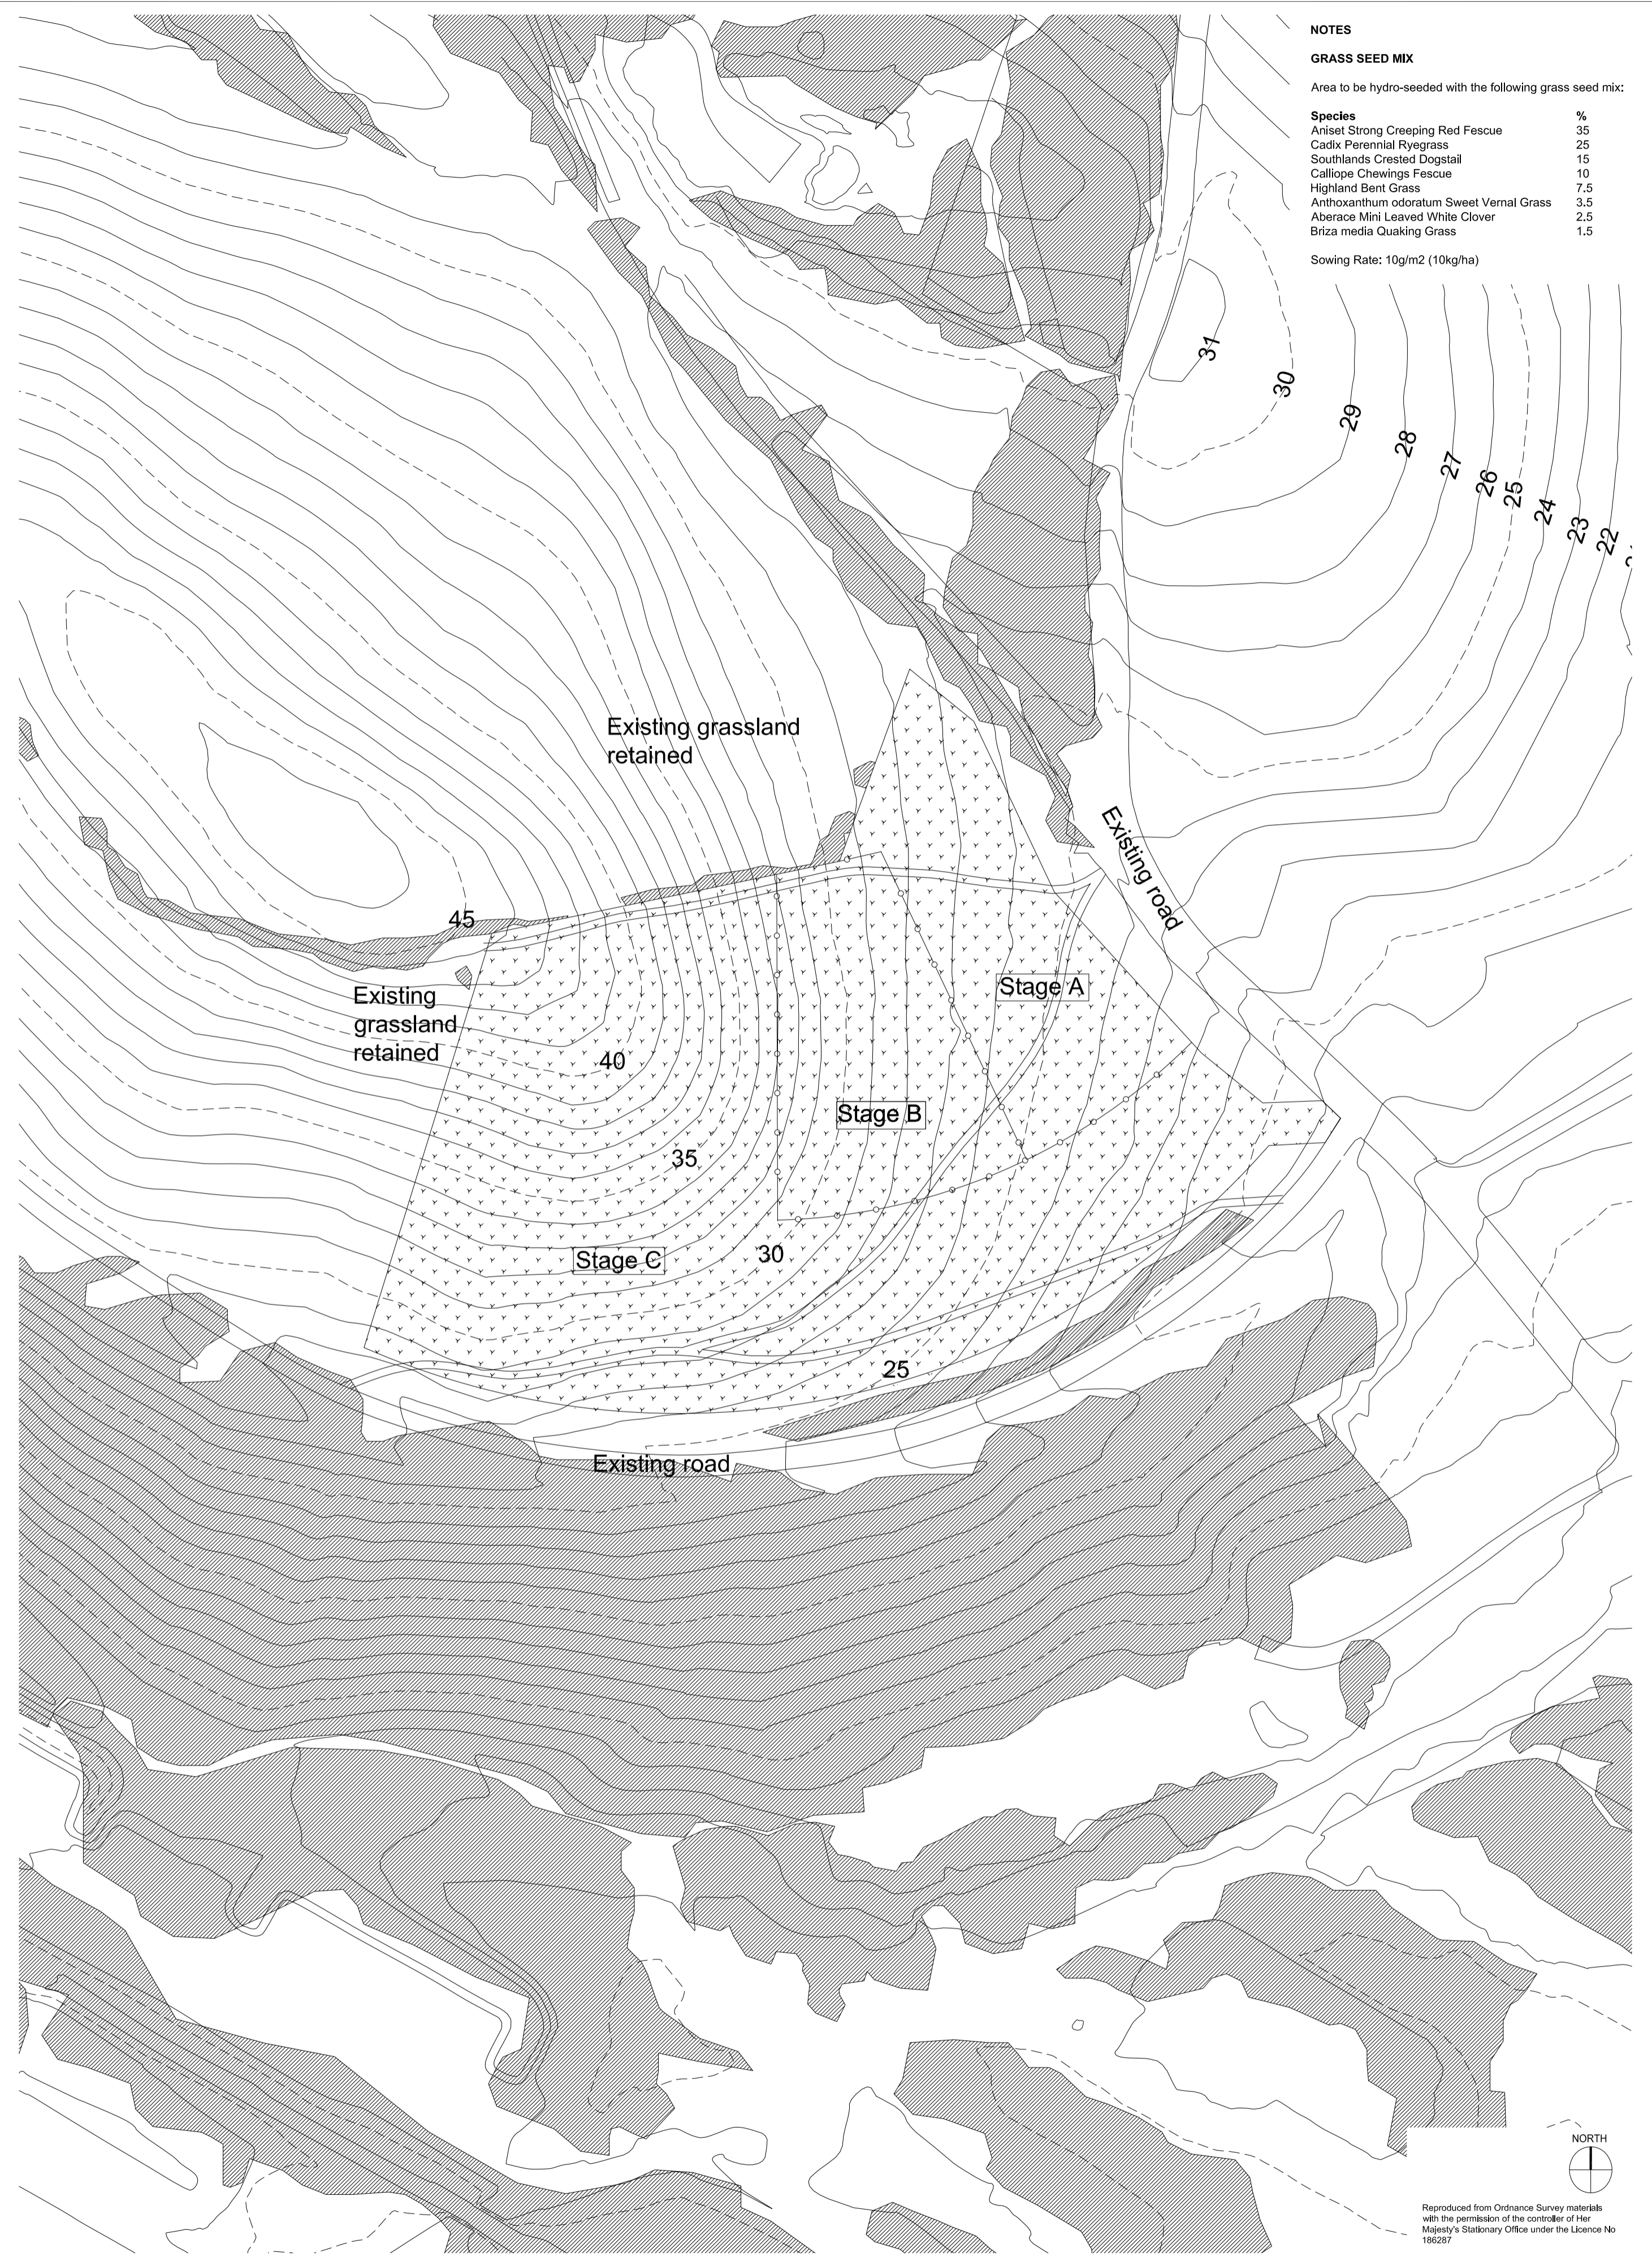 NOTES
GRASS SEED MIX
Area to be hydro-seeded with the following grass seed mix:
Species %
Aniset Strong Creeping Red Fescue 35
Cadix Perennial Ryegrass 25
Southlands Crested Dogstail 15
Calliope Chewings Fescue 10
Highland Bent Grass 7.5
Anthoxanthum odoratum Sweet Vernal Grass 3.5
Aberace Mini Leaved White Clover 2.5
Briza media Quaking Grass 1.5
Sowing Rate: 10g/m2 (10kg/ha)
31
30
29
28
27
26
25
24
23
22
Existing grassland
retained
Existing road
45
Existing
grassland
retained
Stage A
40
Stage B
35
30
Stage C
25
Existing road
NORTH
Reproduced from Ordnance Survey materials
with the permission of the controller of Her
Majesty's Stationary Office under the Licence No
186287